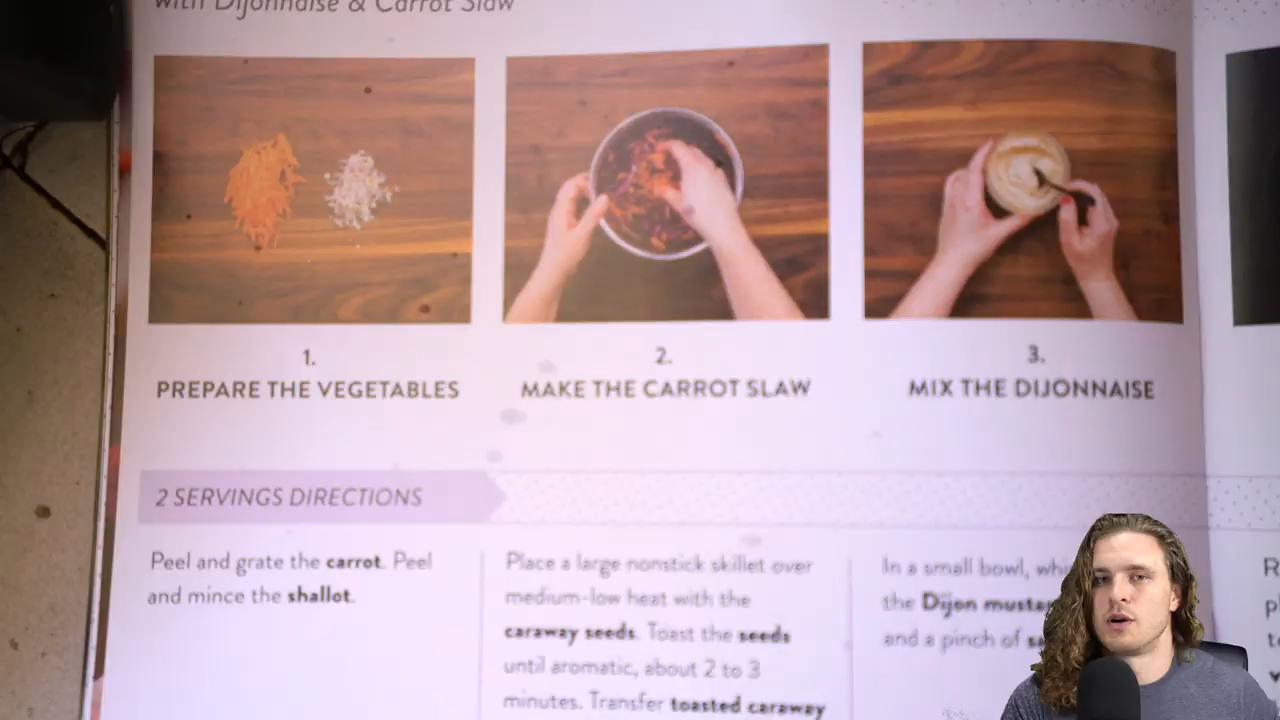 with Dijonnaise & Carrot Slaw
1.
PREPARE THE VEGETABLES
2.
MAKE THE CARROT SLAW
3.
MIX THE DIJONNAISE
2 SERVINGS DIRECTIONS
Peel and grate the carrot. Peel
and mince the shallot.
Place a large nonstick skillet over
medium-low heat with the
caraway seeds. Toast the seeds
until aromatic, about 2 to 3
minutes. Transfer toasted caraway
In a small bowl,
the Dijon
and a pinch of